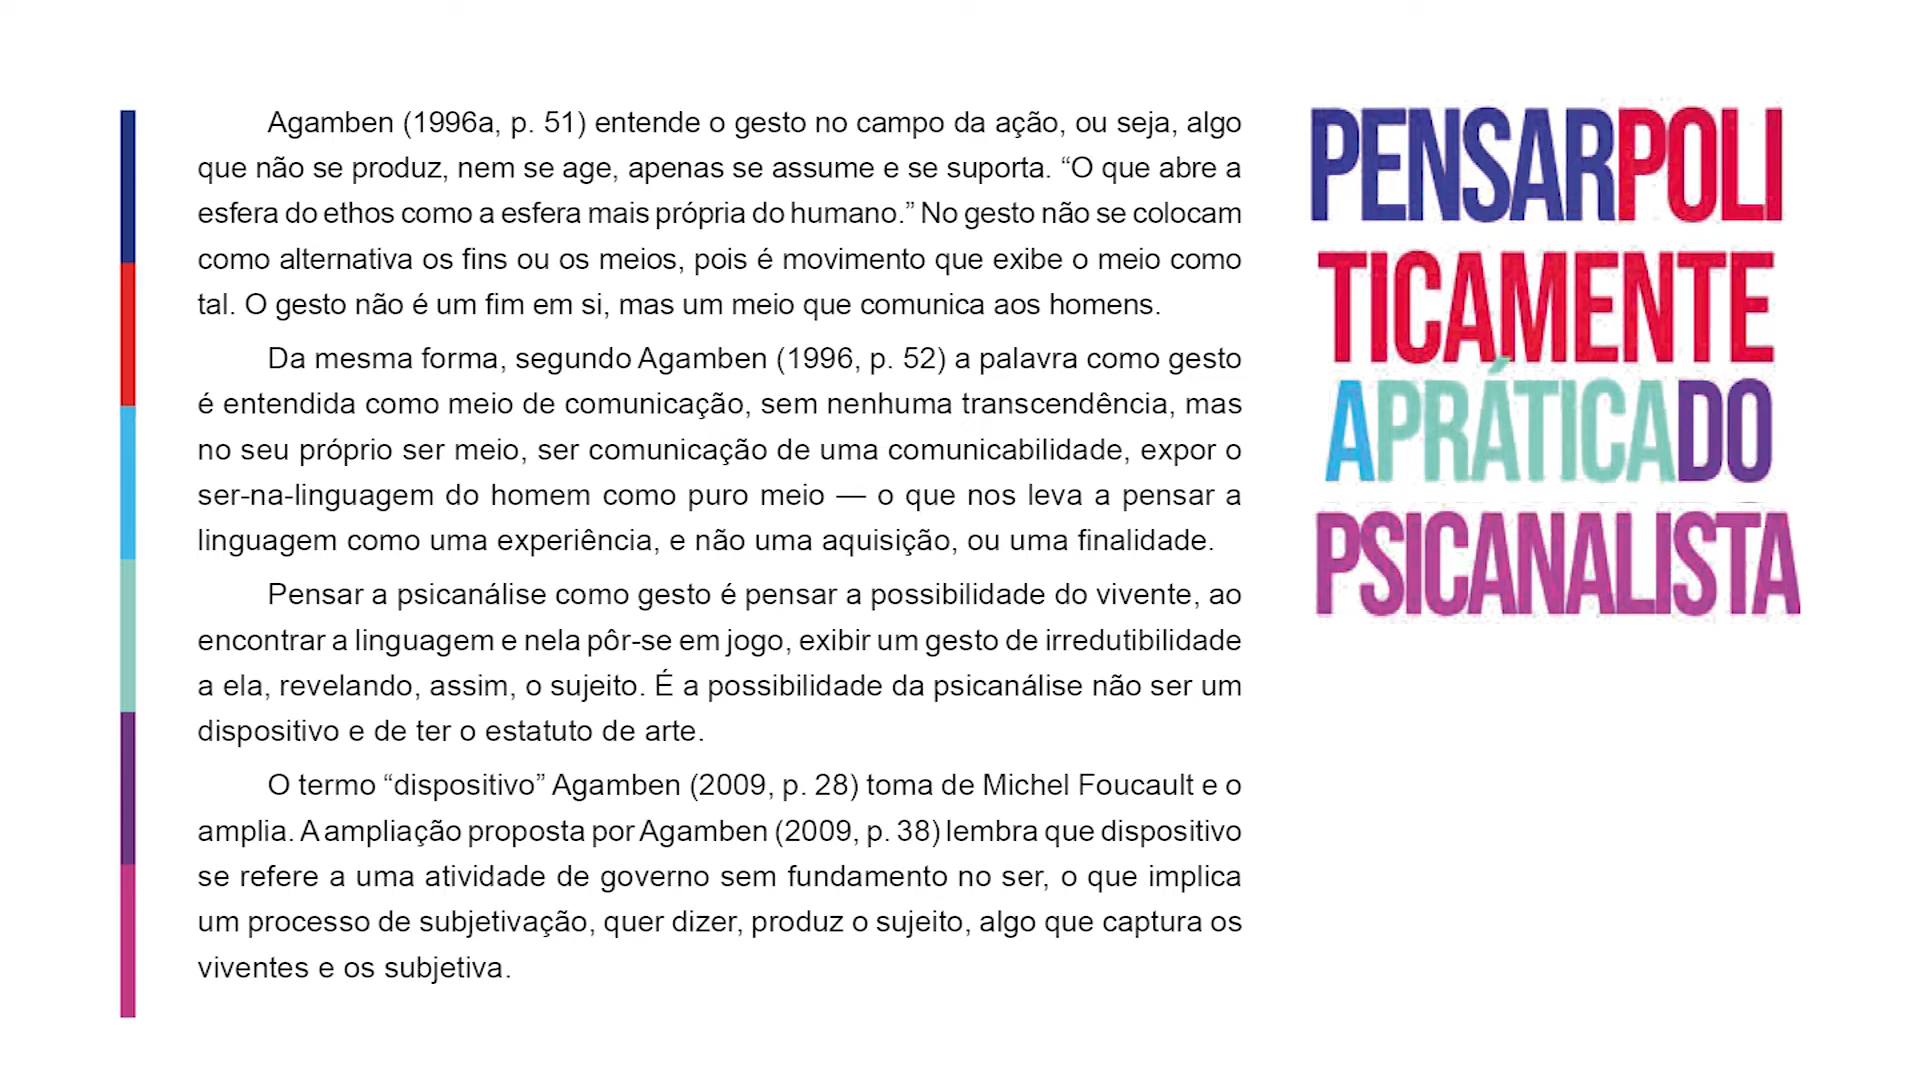 Agamben (1996a, p. 51) entende o gesto no campo da ação, ou seja, algo
que não se produz, nem se age, apenas se assume e se suporta. “O que abre a
esfera do ethos como a esfera mais própria do humano.” No gesto não se colocam
como alternativa os fins ou os meios, pois é movimento que exibe o meio como
tal. O gesto não é um fim em si, mas um meio que comunica aos homens.
Da mesma forma, segundo Agamben (1996, p. 52) a palavra como gesto
é entendida como meio de comunicação, sem nenhuma transcendência, mas
no seu próprio ser meio, ser comunicação de uma comunicabilidade, expor o
ser-na-linguagem do homem como puro meio — o que nos leva a pensar a
linguagem como uma experiência, e não uma aquisição, ou uma finalidade.
Pensar a psicanálise como gesto é pensar a possibilidade do vivente, ao
encontrar a linguagem e nela pôr-se em jogo, exibir um gesto de irredutibilidade
a ela, revelando, assim, o sujeito. É a possibilidade da psicanálise não ser um
dispositivo e de ter o estatuto de arte.
O termo “dispositivo” Agamben (2009, p. 28) toma de Michel Foucault e o
amplia. A ampliação proposta por Agamben (2009, p. 38) lembra que dispositivo
se refere a uma atividade de governo sem fundamento no ser, o que implica
um processo de subjetivação, quer dizer, produz o sujeito, algo que captura os
viventes e os subjetiva.
PENSARPOLI
TICAMENTE
APRÁTICADO
PSICANALISTA